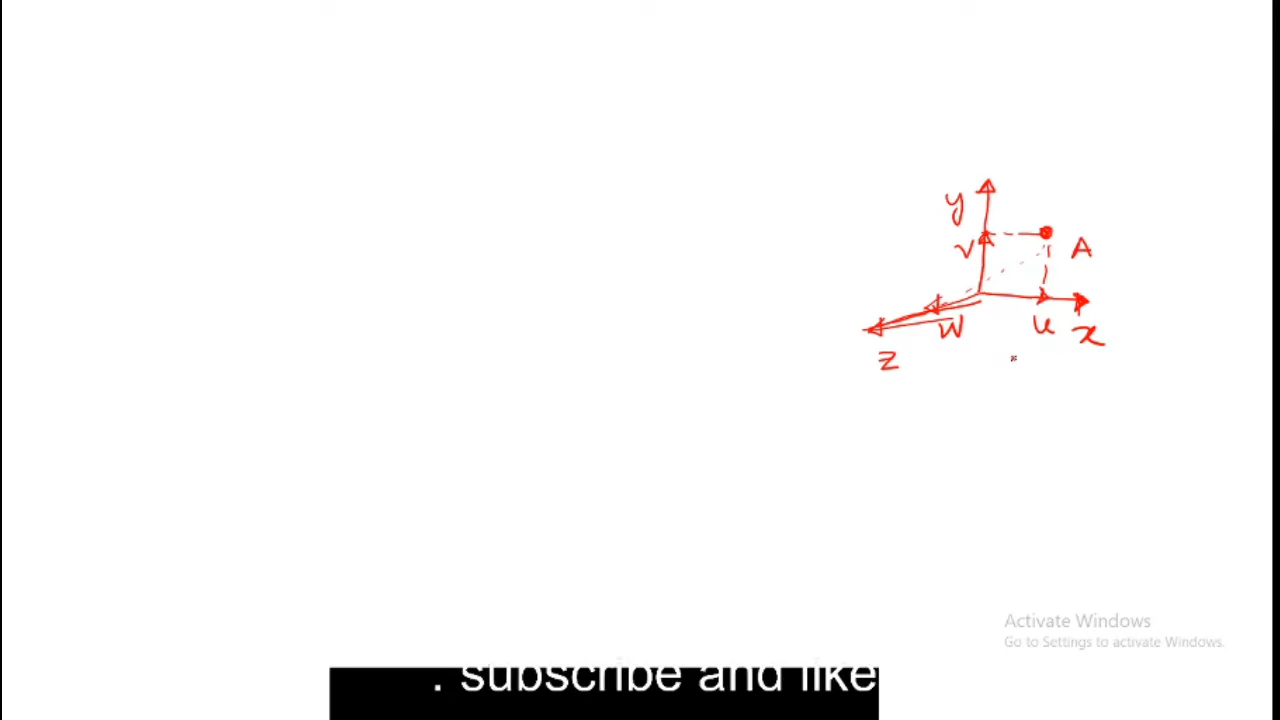 y
V
A
W
u
x
z
Activate Windows
Go to Settings to activate Windows.
. subscribe and like